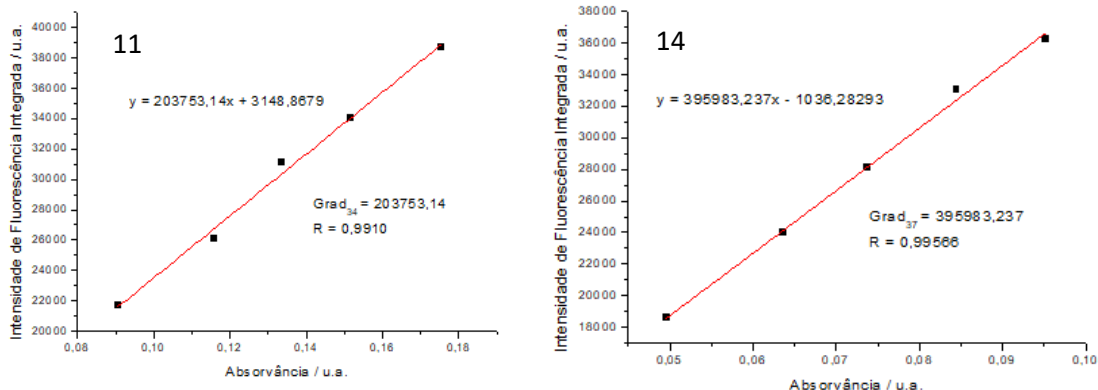 Intensidade de Fluorescência Integrada / u.a.
40000
38000
36000
34000
32000
30000
28000
26000
24000
22000
20000
11
y = 203753,14x + 3148,8679
Grad34 = 203753,14
R = 0,9910
0,08 0,10 0,12 0,14 0,16 0,18
Absorvância / u.a.
Intensidade de Fluorescência Integrada / u.a.
38000
36000
34000
32000
30000
28000
26000
24000
22000
20000
18000
14
y = 395983,237x - 1036,28293
Grad37 = 395983,237
R = 0,99566
0,05 0,06 0,07 0,08 0,09 0,10
Absorvância / u.a.